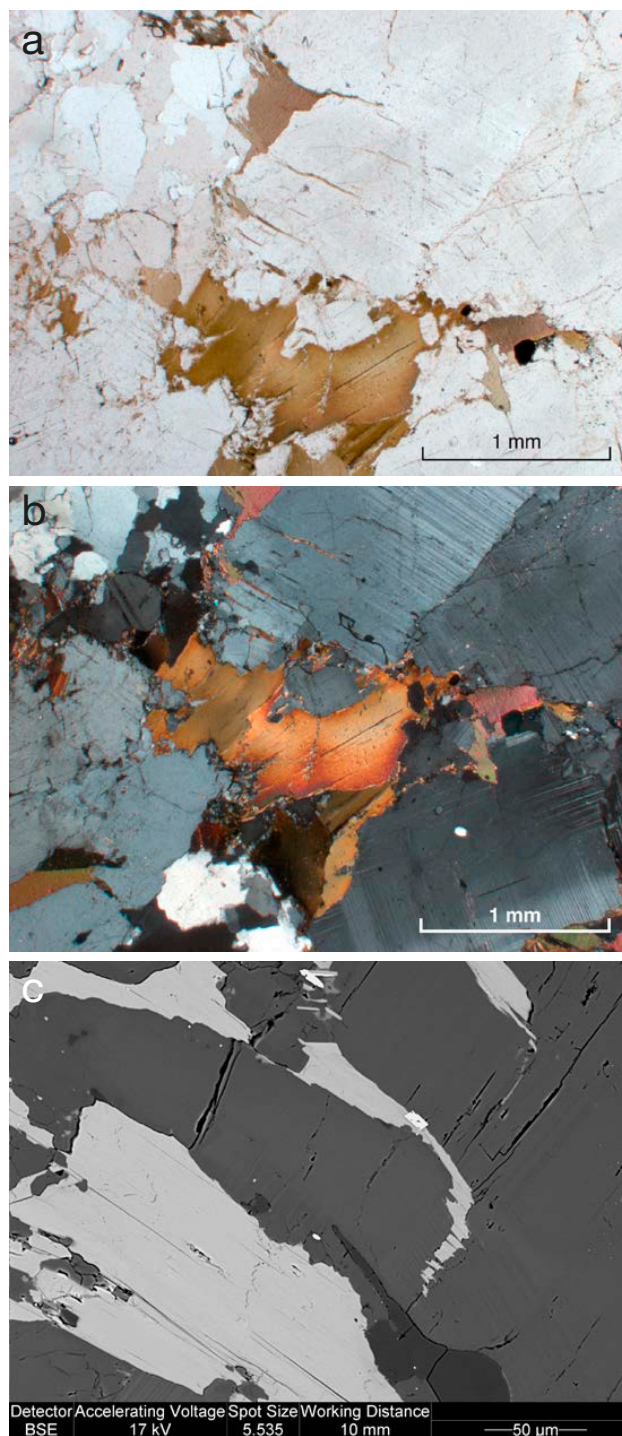 a
1 mm
b
1 mm
c
Detector Accelerating Voltage Spot Size Working Distance
BSE 17 kV 5.535 10 mm 50 µm